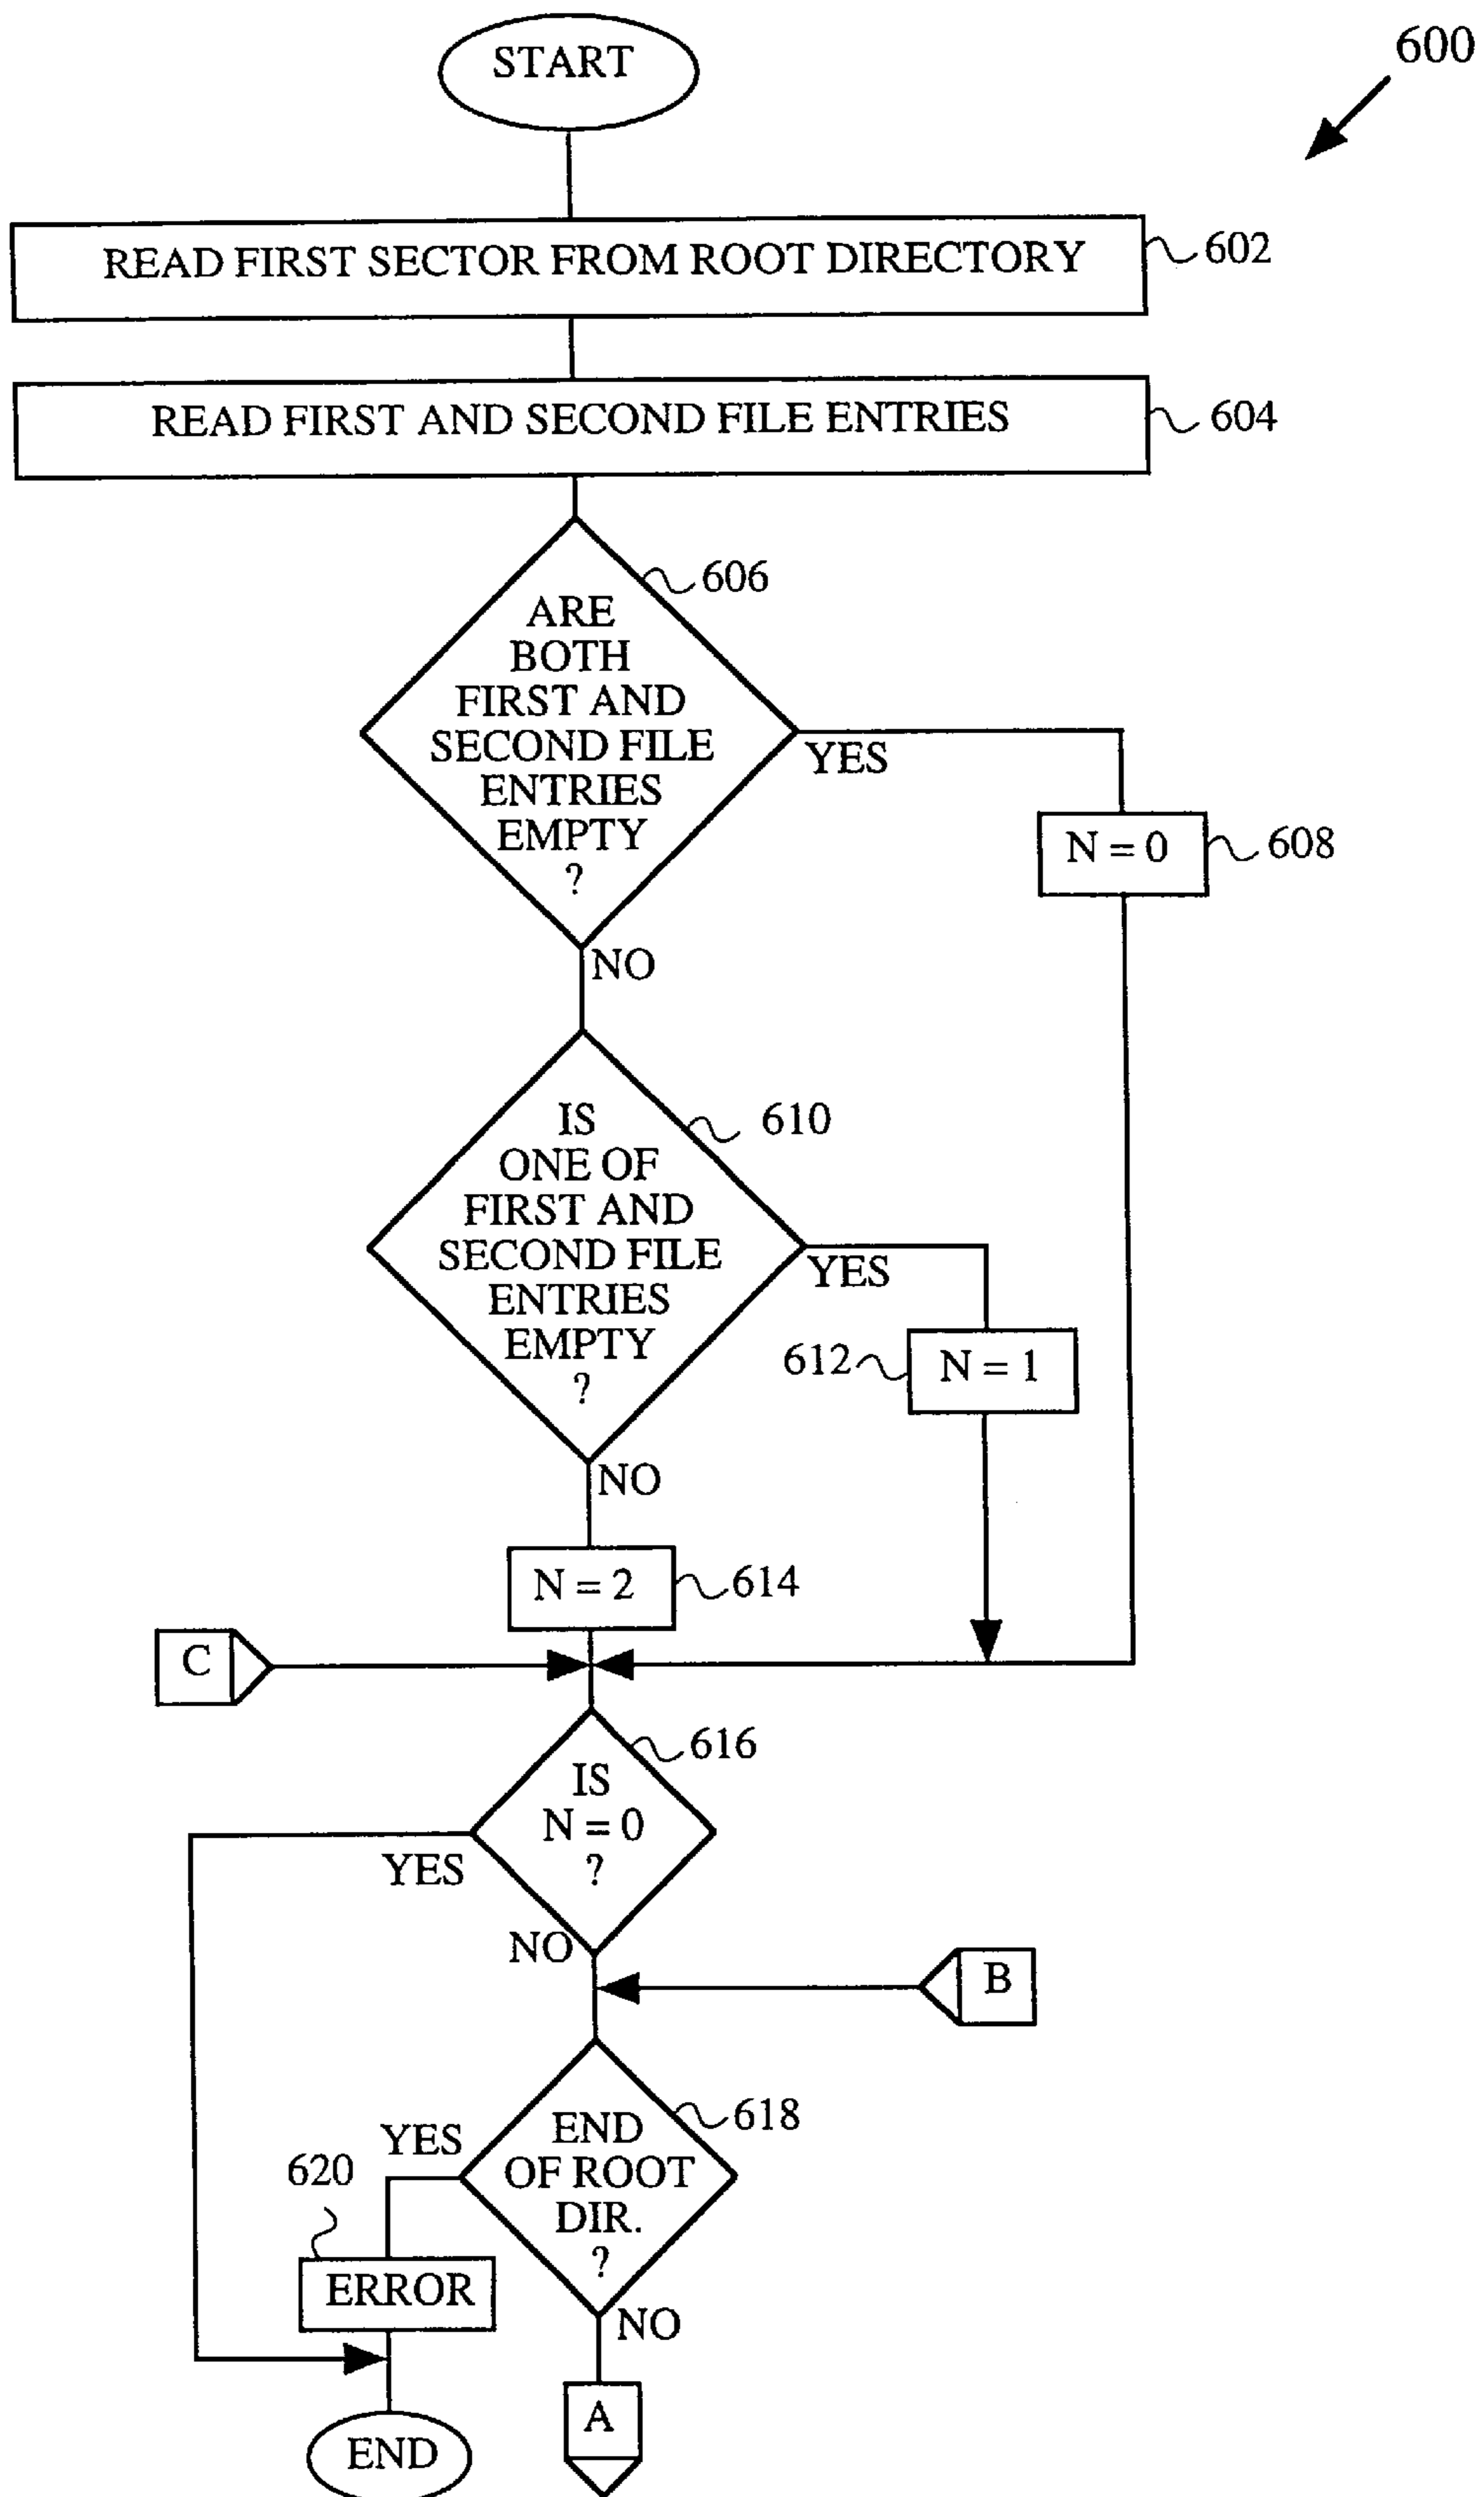 600
START
READ FIRST SECTOR FROM ROOT DIRECTORY
602
READ FIRST AND SECOND FILE ENTRIES
604
606
ARE
BOTH
FIRST AND
SECOND FILE
ENTRIES
EMPTY
?
YES
N = 0
608
NO
610
IS
ONE OF
FIRST AND
SECOND FILE
ENTRIES
EMPTY
?
YES
612
N = 1
NO
N = 2
614
C
616
IS
N = 0
?
YES
NO
B
618
END
OF ROOT
DIR.
?
YES
620
ERROR
NO
A
END